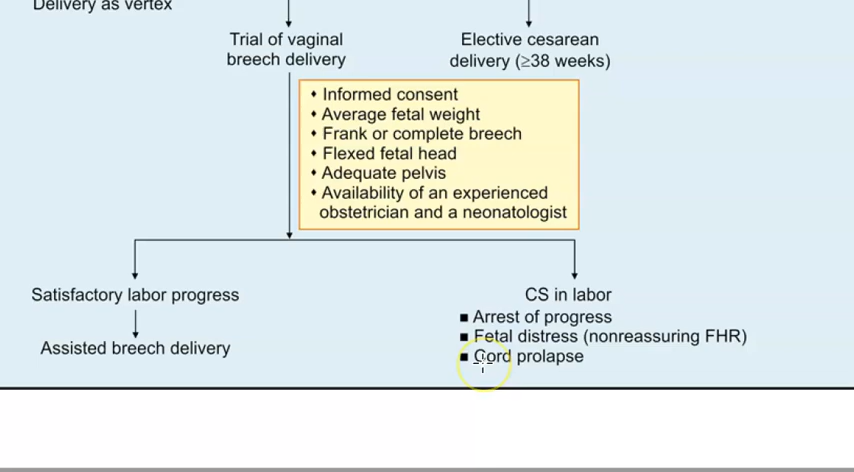 Delivery as vertex
Trial of vaginal
breech delivery
Elective cesarean
delivery (≥38 weeks)
♦ Informed consent
♦ Average fetal weight
♦ Frank or complete breech
♦ Flexed fetal head
♦ Adequate pelvis
♦ Availability of an experienced
obstetrician and a neonatologist
Satisfactory labor progress
Assisted breech delivery
CS in labor
■ Arrest of progress
■ Fetal distress (nonreassuring FHR)
■ Cord prolapse